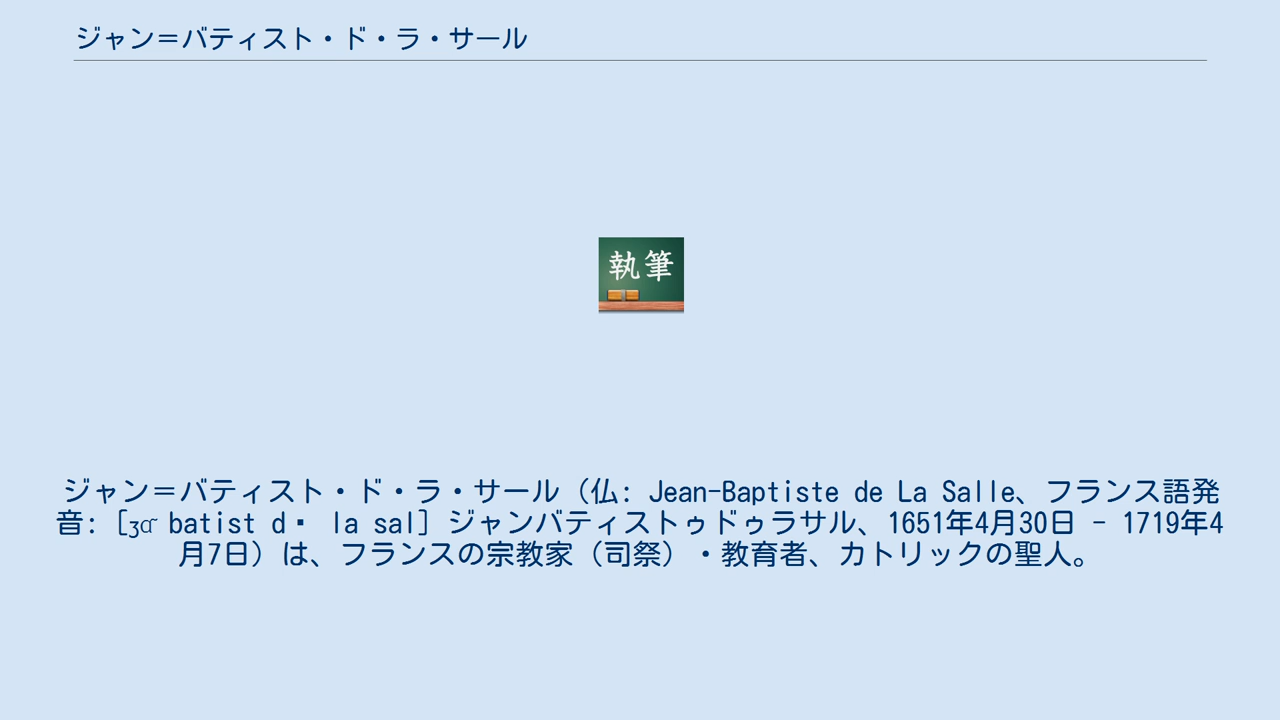 ジャン＝バティスト・ド・ラ・サール
執筆
ジャン＝バティスト・ド・ラ・サール（仏: Jean-Baptiste de La Salle、フランス語発
音: [ʒɑ̃ batist d la sal] ジャンバティストゥドゥラサル、1651年4月30日 - 1719年4
月7日）は、フランスの宗教家（司祭）・教育者、カトリックの聖人。